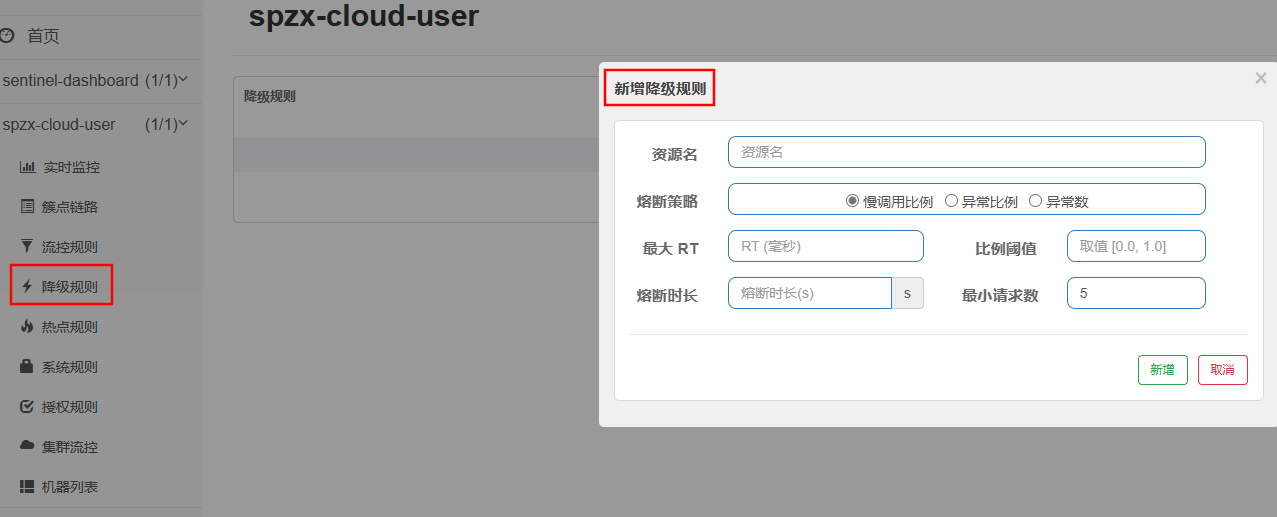 spzx-cloud-user
首页
sentinel-dashboard (1/1)
spzx-cloud-user (1/1)
实时监控
簇点链路
流控规则
降级规则
热点规则
系统规则
授权规则
集群流控
机器列表
降级规则
新增降级规则 ×
资源名 资源名
熔断策略 慢调用比例 异常比例 异常数
最大 RT RT (毫秒) 比例阈值 取值 [0.0, 1.0]
熔断时长 熔断时长(s) s 最小请求数 5
新增 取消